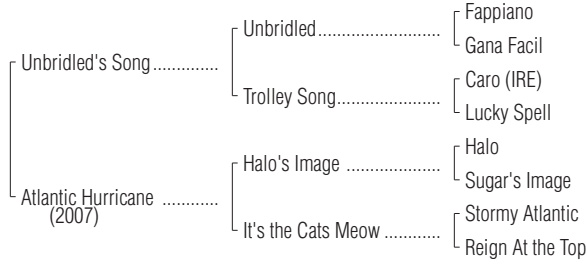 Fappiano
Unbridled
Gana Facil
Unbridled's Song
Caro (IRE)
Trolley Song
Lucky Spell
Halo
Halo's Image
Sugar's Image
Atlantic Hurricane
(2007)
Stormy Atlantic
It's the Cats Meow
Reign At the Top